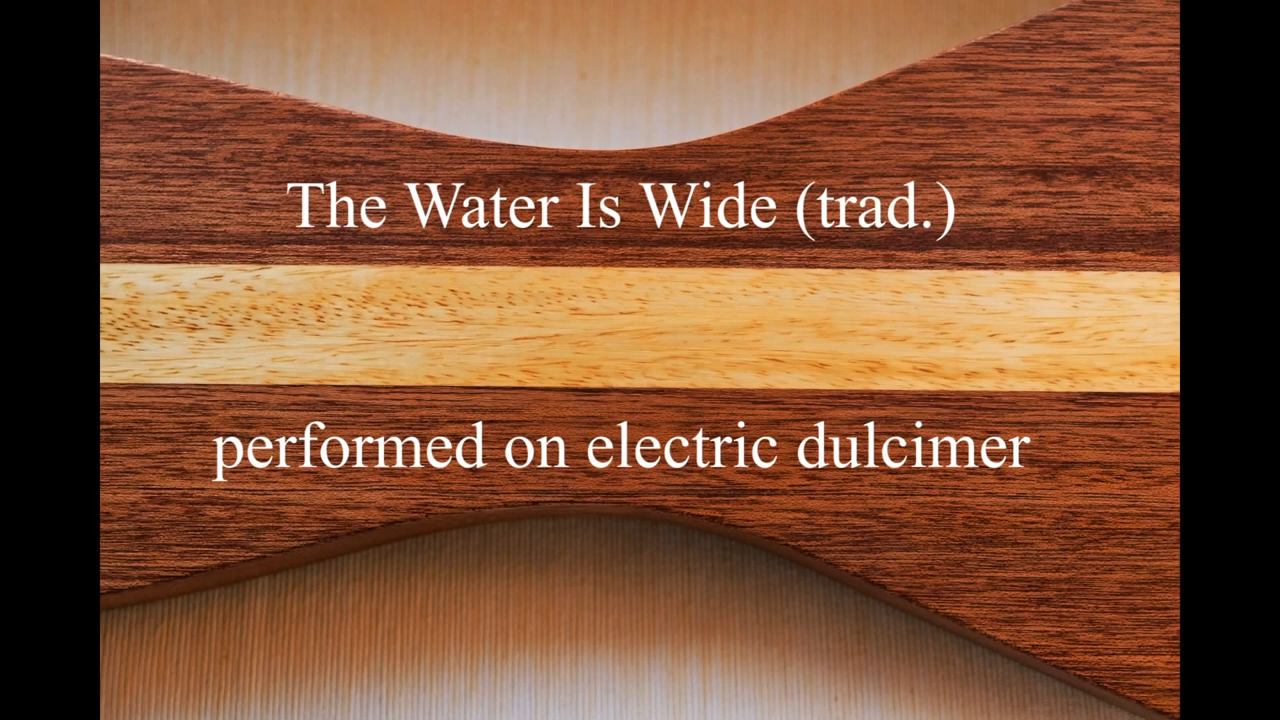 The Water Is Wide (trad.)
performed on electric dulcimer